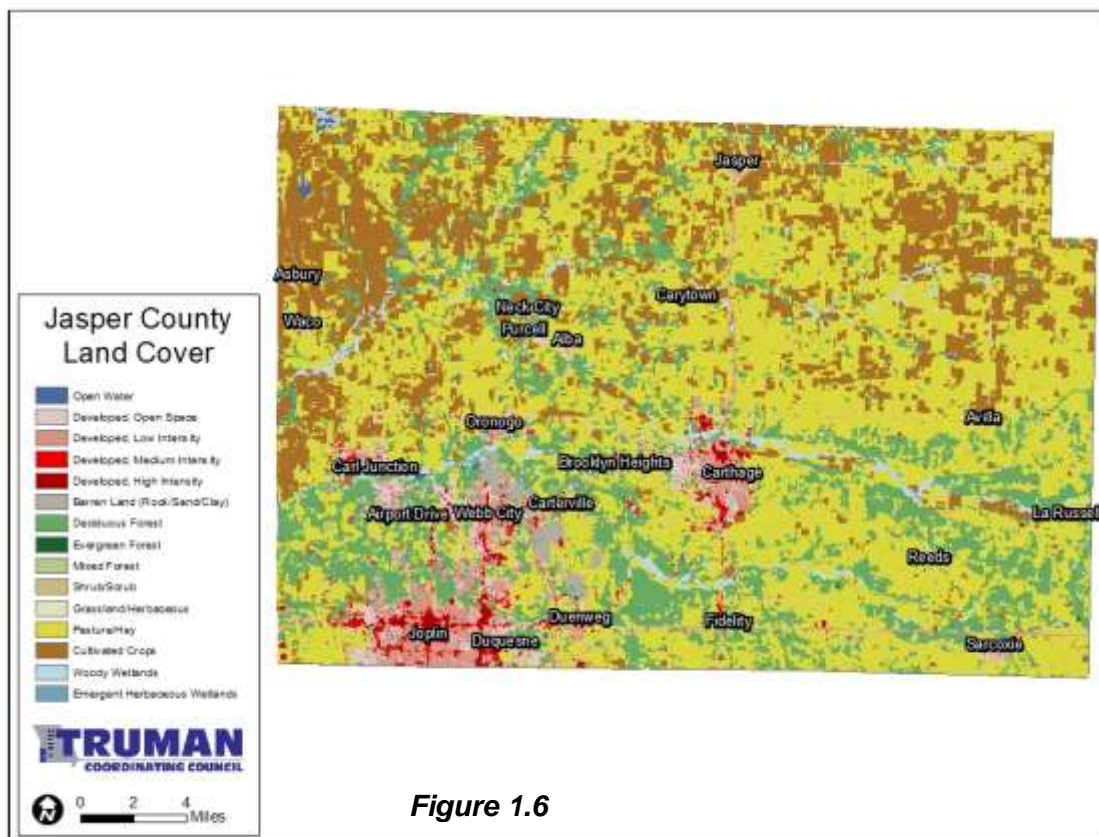 Jasper
Asbury
Carytown
Neck City
Waco
Purcell
Alba
Jasper County
Land Cover
Avilla
Oronogo
Open Water
Developed, Open Space
Developed, Low Intensity
Developed, Medium Intensity
Developed, High Intensity
Barren Land (Rock/Sand/Clay)
Deciduous Forest
Evergreen Forest
Mixed Forest
Shrub/Scrub
Grassland/Herbaceous
Pasture/Hay
Cultivated Crops
Woody Wetlands
Emergent Herbaceous Wetlands
Carl Junction
Brooklyn Heights
Carthage
Airport Drive
Webb City
Carterville
La Russell
Reeds
Duenweg
Fidelity
Joplin
Duquesne
Sarcoxie
TRUMAN
COORDINATING COUNCIL
N
0 2 4
Miles
Figure 1.6